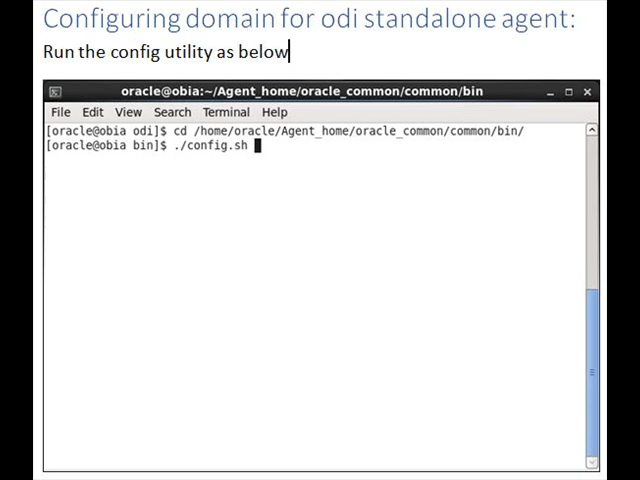 Configuring domain for odi standalone agent:
Run the config utility as below
oracle@obia:~/Agent_home/oracle_common/common/bin
File Edit View Search Terminal Help
[oracle@obia odi]$ cd /home/oracle/Agent_home/oracle_common/common/bin/
[oracle@obia bin]$ ./config.sh